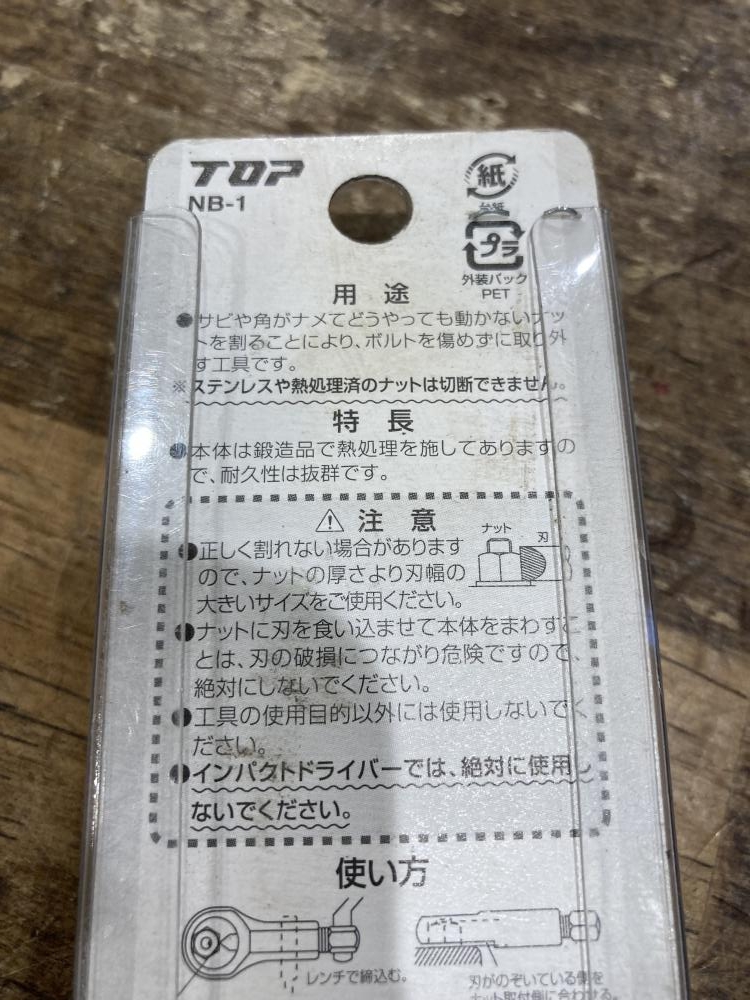 TOP
NB-1
紙
台紙
プラ
外装パック
PET
用途
●サビや角がナメてどうやっても動かないナッ
トを割ることにより、ボルトを傷めずに取り外
す工具です。
※ステンレスや熱処理済のナットは切断できません。
特長
●本体は鍛造品で熱処理を施してありますの
で、耐久性は抜群です。
⚠注意
●正しく割れない場合があります
ので、ナットの厚さより刃幅の
大きいサイズをご使用ください。
ナット
刃
●ナットに刃を食い込ませて本体をまわすこ
とは、刃の破損につながり危険ですので、
絶対にしないでください。
●工具の使用目的以外には使用しないでく
ださい。
●インパクトドライバーでは、絶対に使用し
ないでください。
使い方
レンチで締込む。
刃がのぞいている側を
ナット取付側に合わせる。